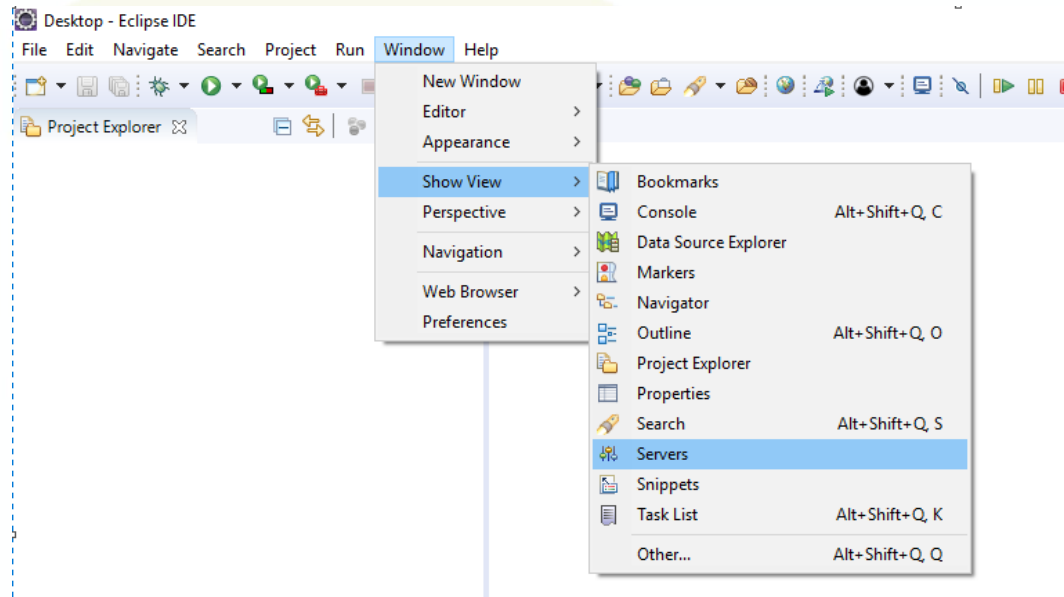 Desktop - Eclipse IDE
File Edit Navigate Search Project Run Window Help
Project Explorer
New Window
Editor
Appearance
Show View
Perspective
Navigation
Web Browser
Preferences
Bookmarks
Console Alt+Shift+Q, C
Data Source Explorer
Markers
Navigator
Outline Alt+Shift+Q, O
Project Explorer
Properties
Search Alt+Shift+Q, S
Servers
Snippets
Task List Alt+Shift+Q, K
Other... Alt+Shift+Q, Q